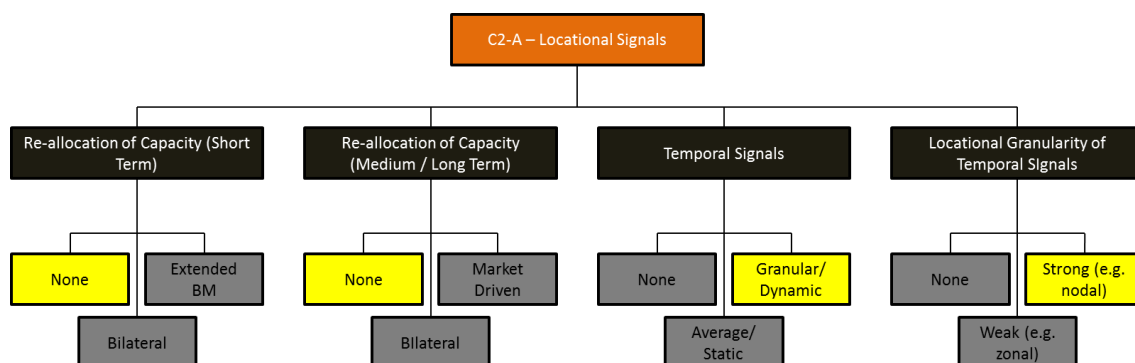 C2-A – Locational Signals
Re-allocation of Capacity (Short
Term)
Re-allocation of Capacity
(Medium / Long Term)
Temporal Signals
Locational Granularity of
Temporal SIgnals
None
Extended
BM
Bilateral
None
Market
Driven
BIlateral
None
Granular/
Dynamic
Average/
Static
None
Strong (e.g.
nodal)
Weak (e.g.
zonal)